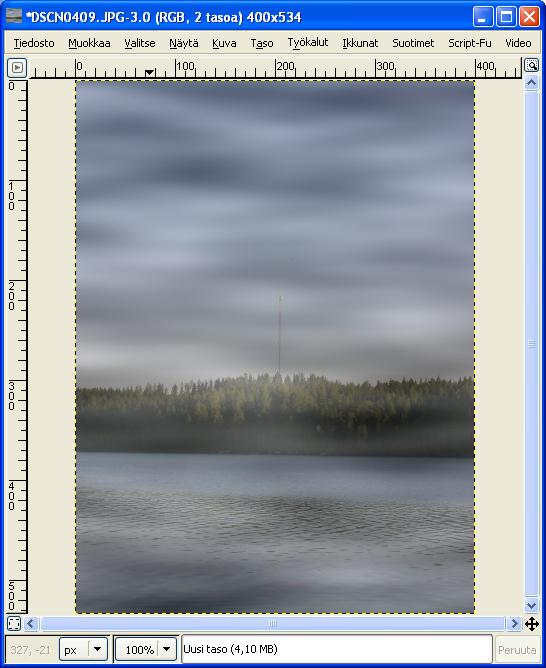 *DSCN0409.JPG-3.0 (RGB, 2 tasoa) 400x534
Tiedosto Muokkaa Valitse Näytä Kuva Taso Työkalut Ikkunat Suotimet Script-Fu Video
0 100 200 300 400
0
100
200
300
400
500
327, -21 px 100% Uusi taso (4,10 MB) Peruuta